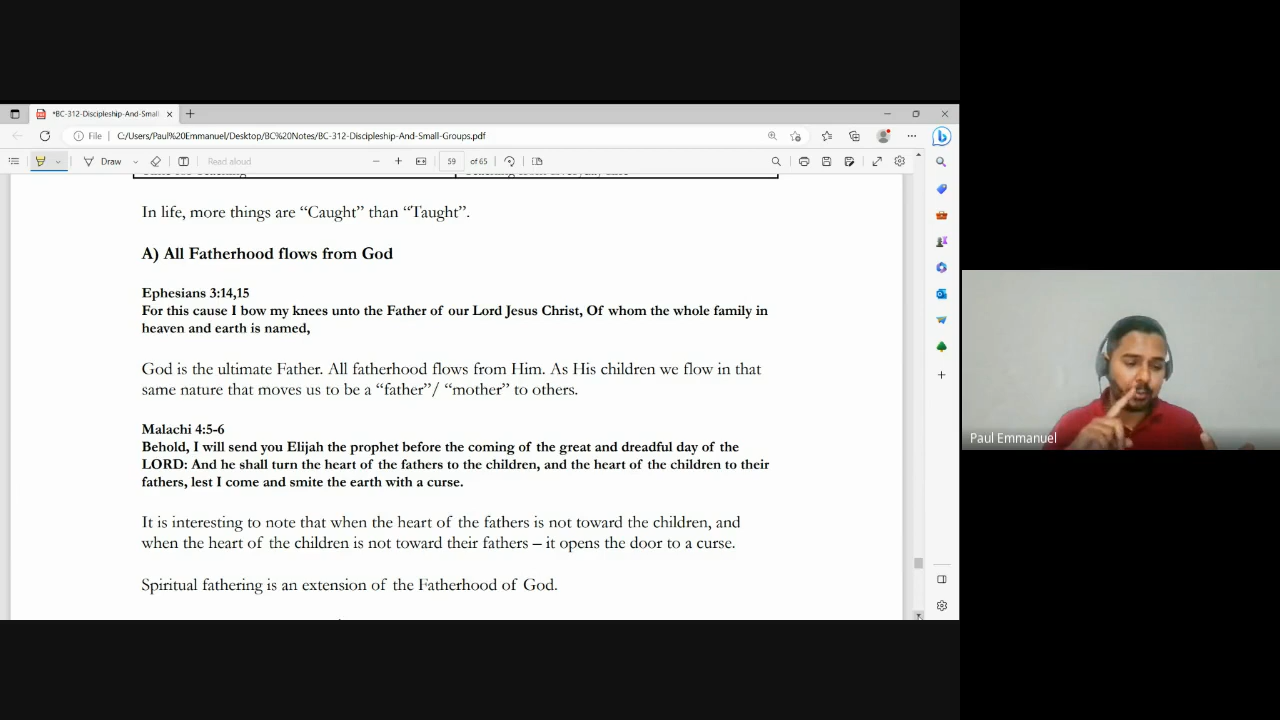 *BC-312-Discipleship-And-Small
File
C:/Users/Paul%20Emmanuel/Desktop/BC%20Notes/BC-312-Discipleship-And-Small-Groups.pdf
Draw
Read aloud
59 of 65
In life, more things are “Caught” than “Taught”.
A) All Fatherhood flows from God
Ephesians 3:14,15
For this cause I bow my knees unto the Father of our Lord Jesus Christ, Of whom the whole family in
heaven and earth is named,
God is the ultimate Father. All fatherhood flows from Him. As His children we flow in that
same nature that moves us to be a “father”/ “mother” to others.
Malachi 4:5-6
Behold, I will send you Elijah the prophet before the coming of the great and dreadful day of the
LORD: And he shall turn the heart of the fathers to the children, and the heart of the children to their
fathers, lest I come and smite the earth with a curse.
It is interesting to note that when the heart of the fathers is not toward the children, and
when the heart of the children is not toward their fathers – it opens the door to a curse.
Spiritual fathering is an extension of the Fatherhood of God.
Paul Emmanuel